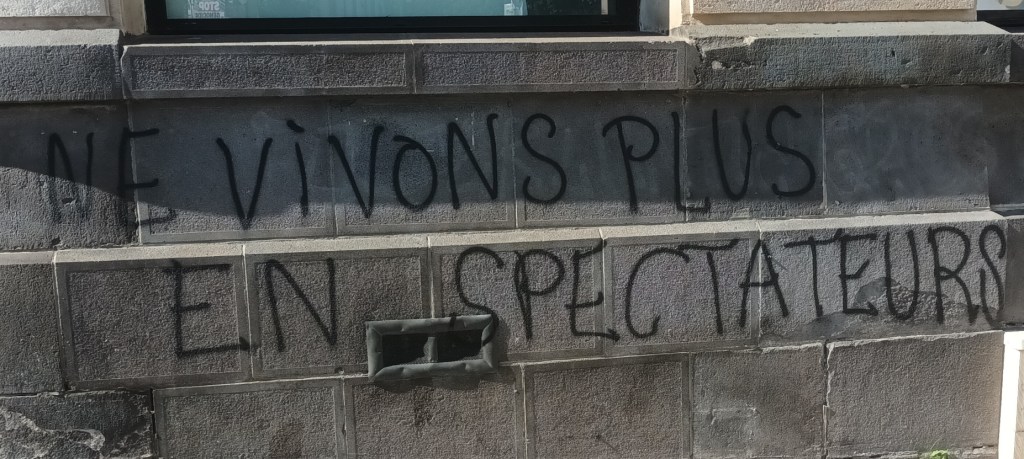 NE ViVONS PLUS
EN SPECTATEURS